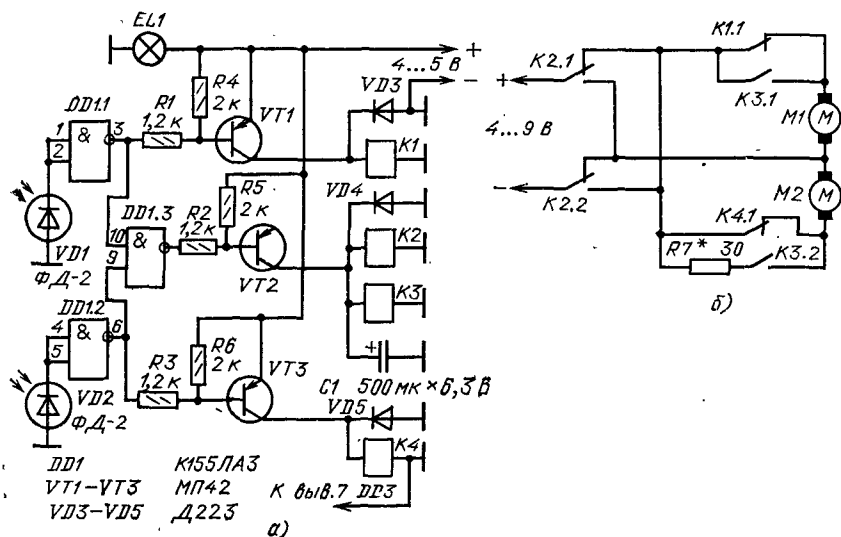 EL1
+
4...5 В
-
R4
2 к
DD1.1
R1
1,2 к
VT1
VD3
1
2
&
3
K1
VD1
ФД-2
R5
2 к
VD4
DD1.3
R2
1,2 к
10
9
&
VT2
K2
K3
DD1.2
4
5
&
6
R6
2 к
R3
1,2 к
VT3
+
C1 500 мк × 6,3 В
VD2
ФД-2
VD5
K4
DD1 К155ЛА3
VT1-VT3 МП42
VD3-VD5 Д223
К выв.7 DD3
а)
K1.1
K2.1
K3.1
+
4...9 В
-
M1
M
M2
M
K2.2
K4.1
R7* 30
K3.2
б)